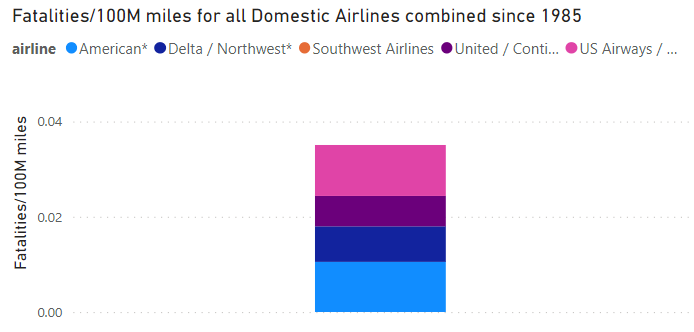 Fatalities/100M miles for all Domestic Airlines combined since 1985
airline American* Delta / Northwest* Southwest Airlines United / Conti... US Airways / ...
Fatalities/100M miles
0.04
0.02
0.00